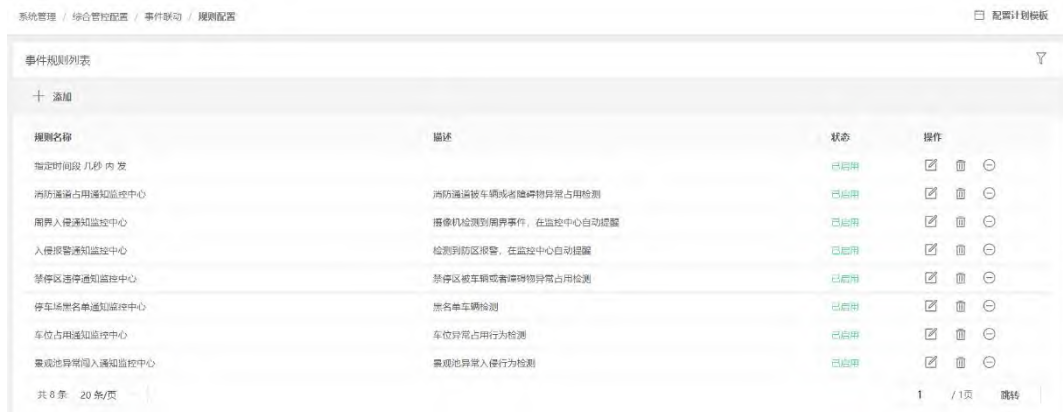 系统管理 / 综合管控配置 / 事件联动 / 规则配置 配置计划模板
事件规则列表
添加
规则名称 描述 状态 操作
指定时间段 几秒 内 发 已启用
消防通道占用通知监控中心 消防通道被车辆或者障碍物异常占用检测 已启用
周界入侵通知监控中心 摄像机检测到周界事件，在监控中心自动提醒 已启用
入侵报警通知监控中心 检测到防区报警，在监控中心自动提醒 已启用
禁停区违停通知监控中心 禁停区被车辆或者障碍物异常占用检测 已启用
停车场黑名单通知监控中心 黑名单车辆检测 已启用
车位占用通知监控中心 车位异常占用行为检测 已启用
景观池异常闯入通知监控中心 景观池异常入侵行为检测 已启用
共 8 条 20 条/页 1 / 1页 跳转